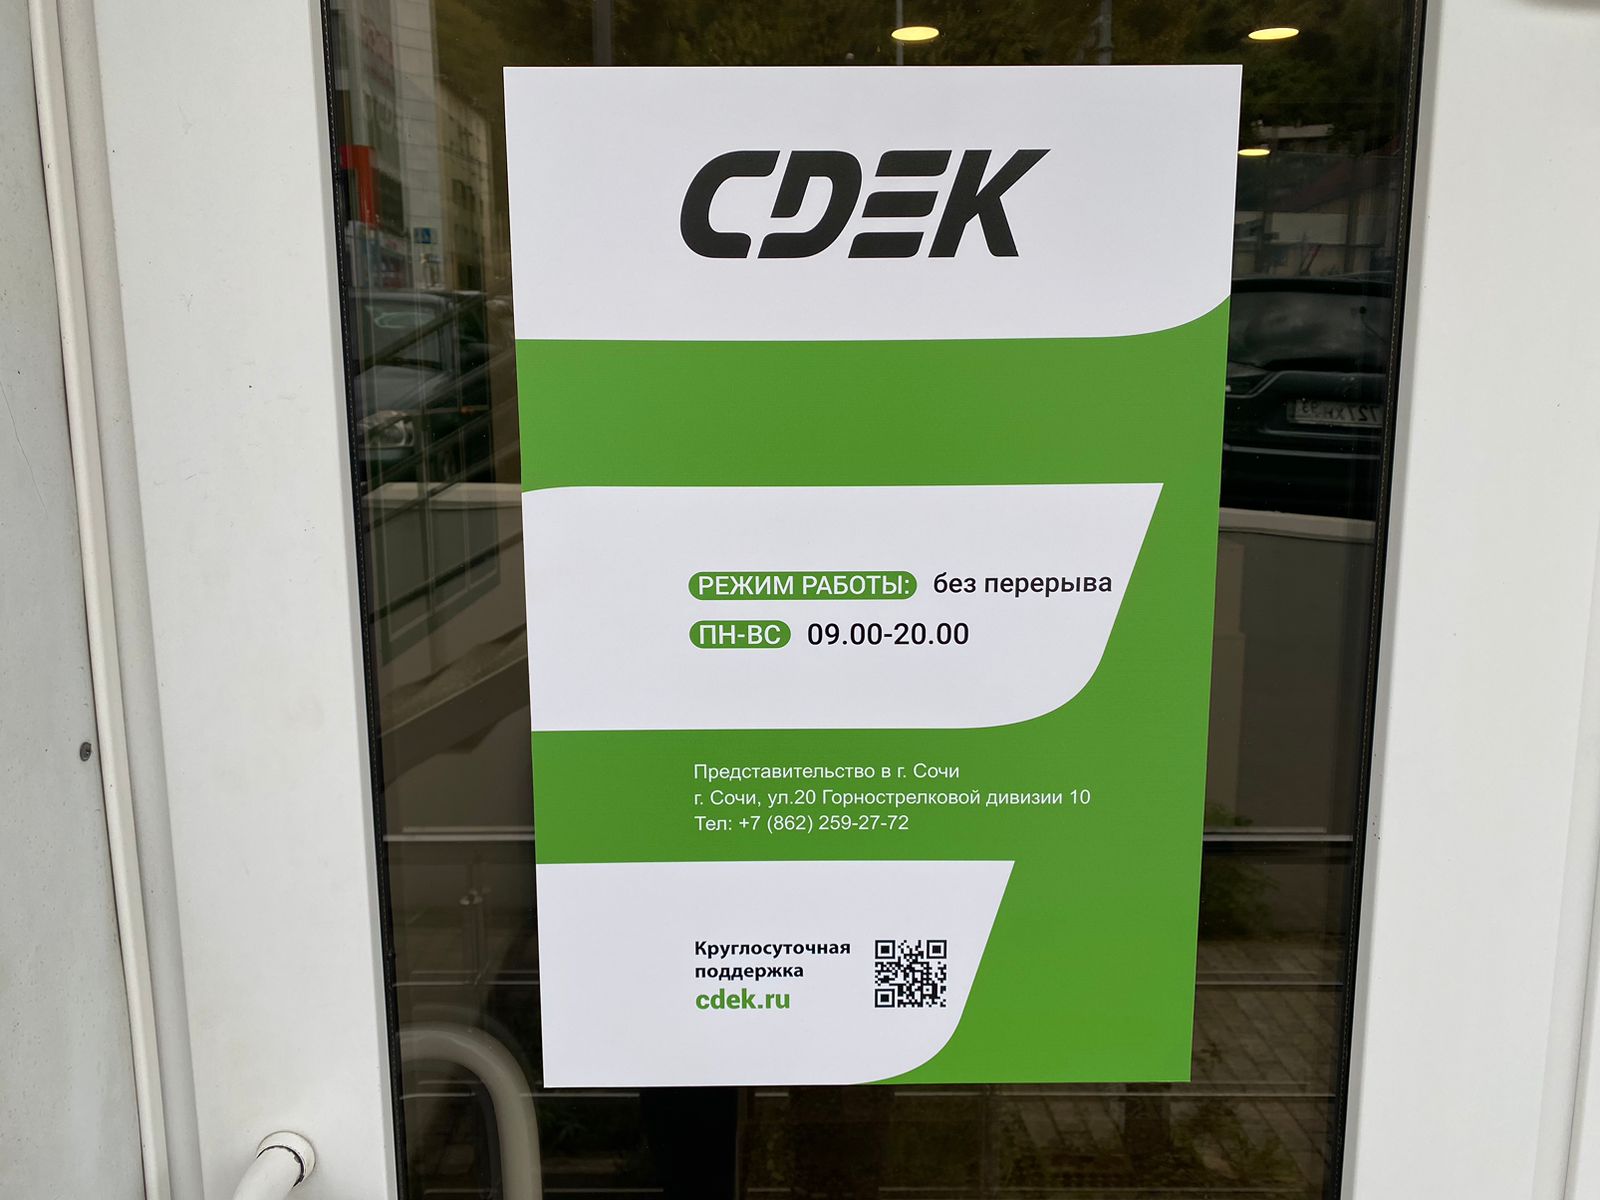 CDEK
РЕЖИМ РАБОТЫ: без перерыва
ПН-ВС 09.00-20.00
Представительство в г. Сочи
г. Сочи, ул.20 Горнострелковой дивизии 10
Тел: +7 (862) 259-27-72
Круглосуточная
поддержка
cdek.ru